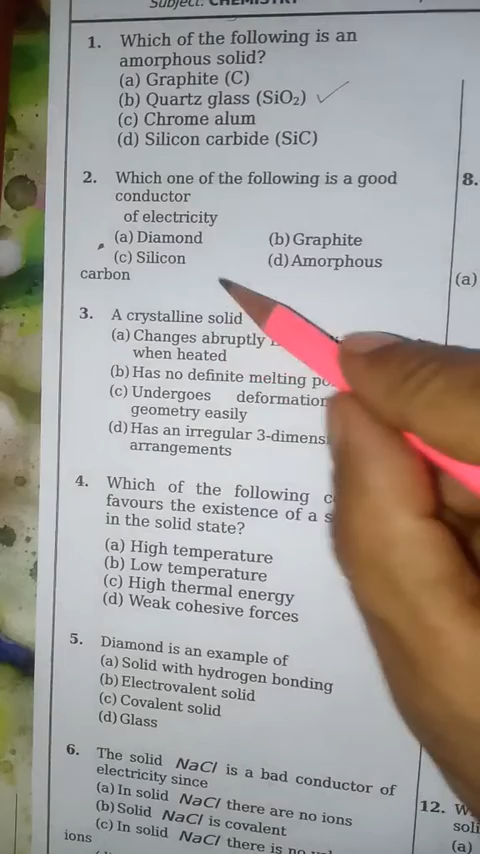 Subject: CHEMISTRY
1. Which of the following is an
amorphous solid?
(a) Graphite (C)
(b) Quartz glass (SiO₂)
(c) Chrome alum
(d) Silicon carbide (SiC)
2. Which one of the following is a good
conductor
of electricity
(a) Diamond (b) Graphite
(c) Silicon (d) Amorphous
carbon
3. A crystalline solid
(a) Changes abruptly
when heated
(b) Has no definite melting
(c) Undergoes deformation
geometry easily
(d) Has an irregular
arrangements
4. Which of the following
favours the existence of a
in the solid state?
(a) High temperature
(b) Low temperature
(c) High thermal energy
(d) Weak cohesive forces
5. Diamond is an example of
(a) Solid with hydrogen bonding
(b) Electrovalent solid
(c) Covalent solid
(d) Glass
6. The solid NaCl is a bad conductor of
electricity since
(a) In solid NaCl there are no ions
(b) Solid NaCl is covalent
(c) In solid NaCl there is no
ions
8.
(a)
12.
(a)